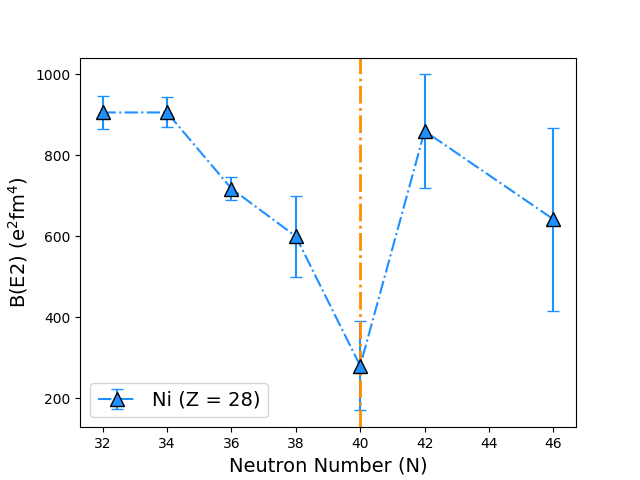 1000
800
600
400
200
B(E2) (e²fm⁴)
Ni (Z = 28)
32 34 36 38 40 42 44 46
Neutron Number (N)